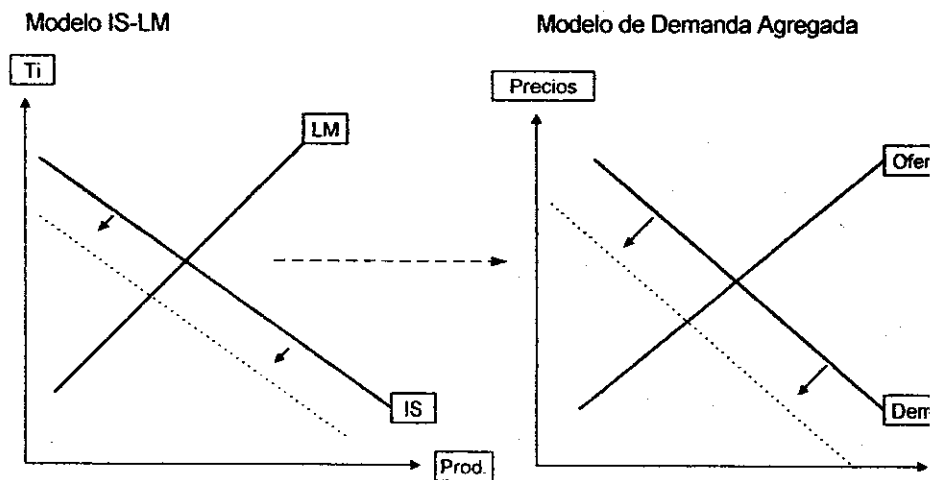 Modelo IS-LM
Modelo de Demanda Agregada
Ti
LM
IS
Prod.
Precios
Ofer
Dem